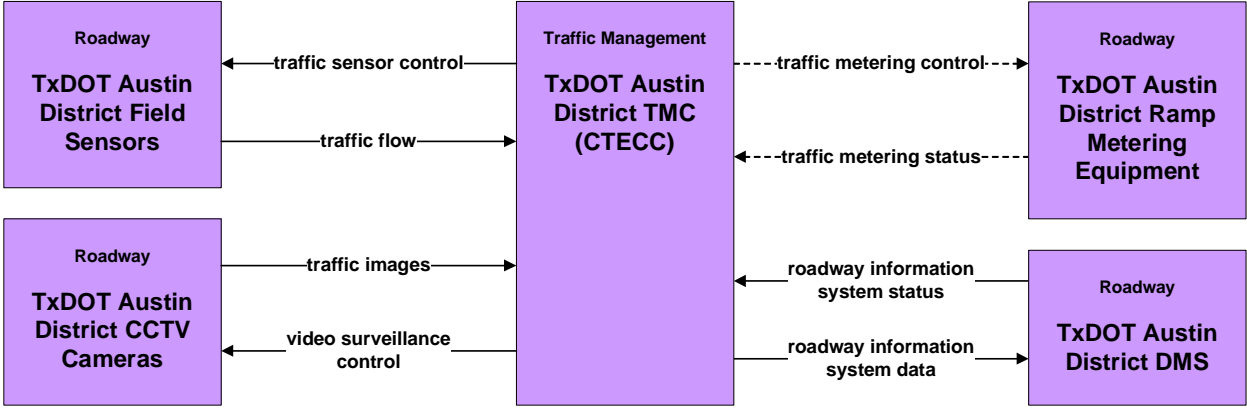 Roadway
TxDOT Austin
District Field
Sensors
traffic sensor control
traffic flow
Roadway
TxDOT Austin
District CCTV
Cameras
traffic images
video surveillance
control
Traffic Management
TxDOT Austin
District TMC
(CTECC)
traffic metering control
traffic metering status
Roadway
TxDOT Austin
District Ramp
Metering
Equipment
roadway information
system status
roadway information
system data
Roadway
TxDOT Austin
District DMS